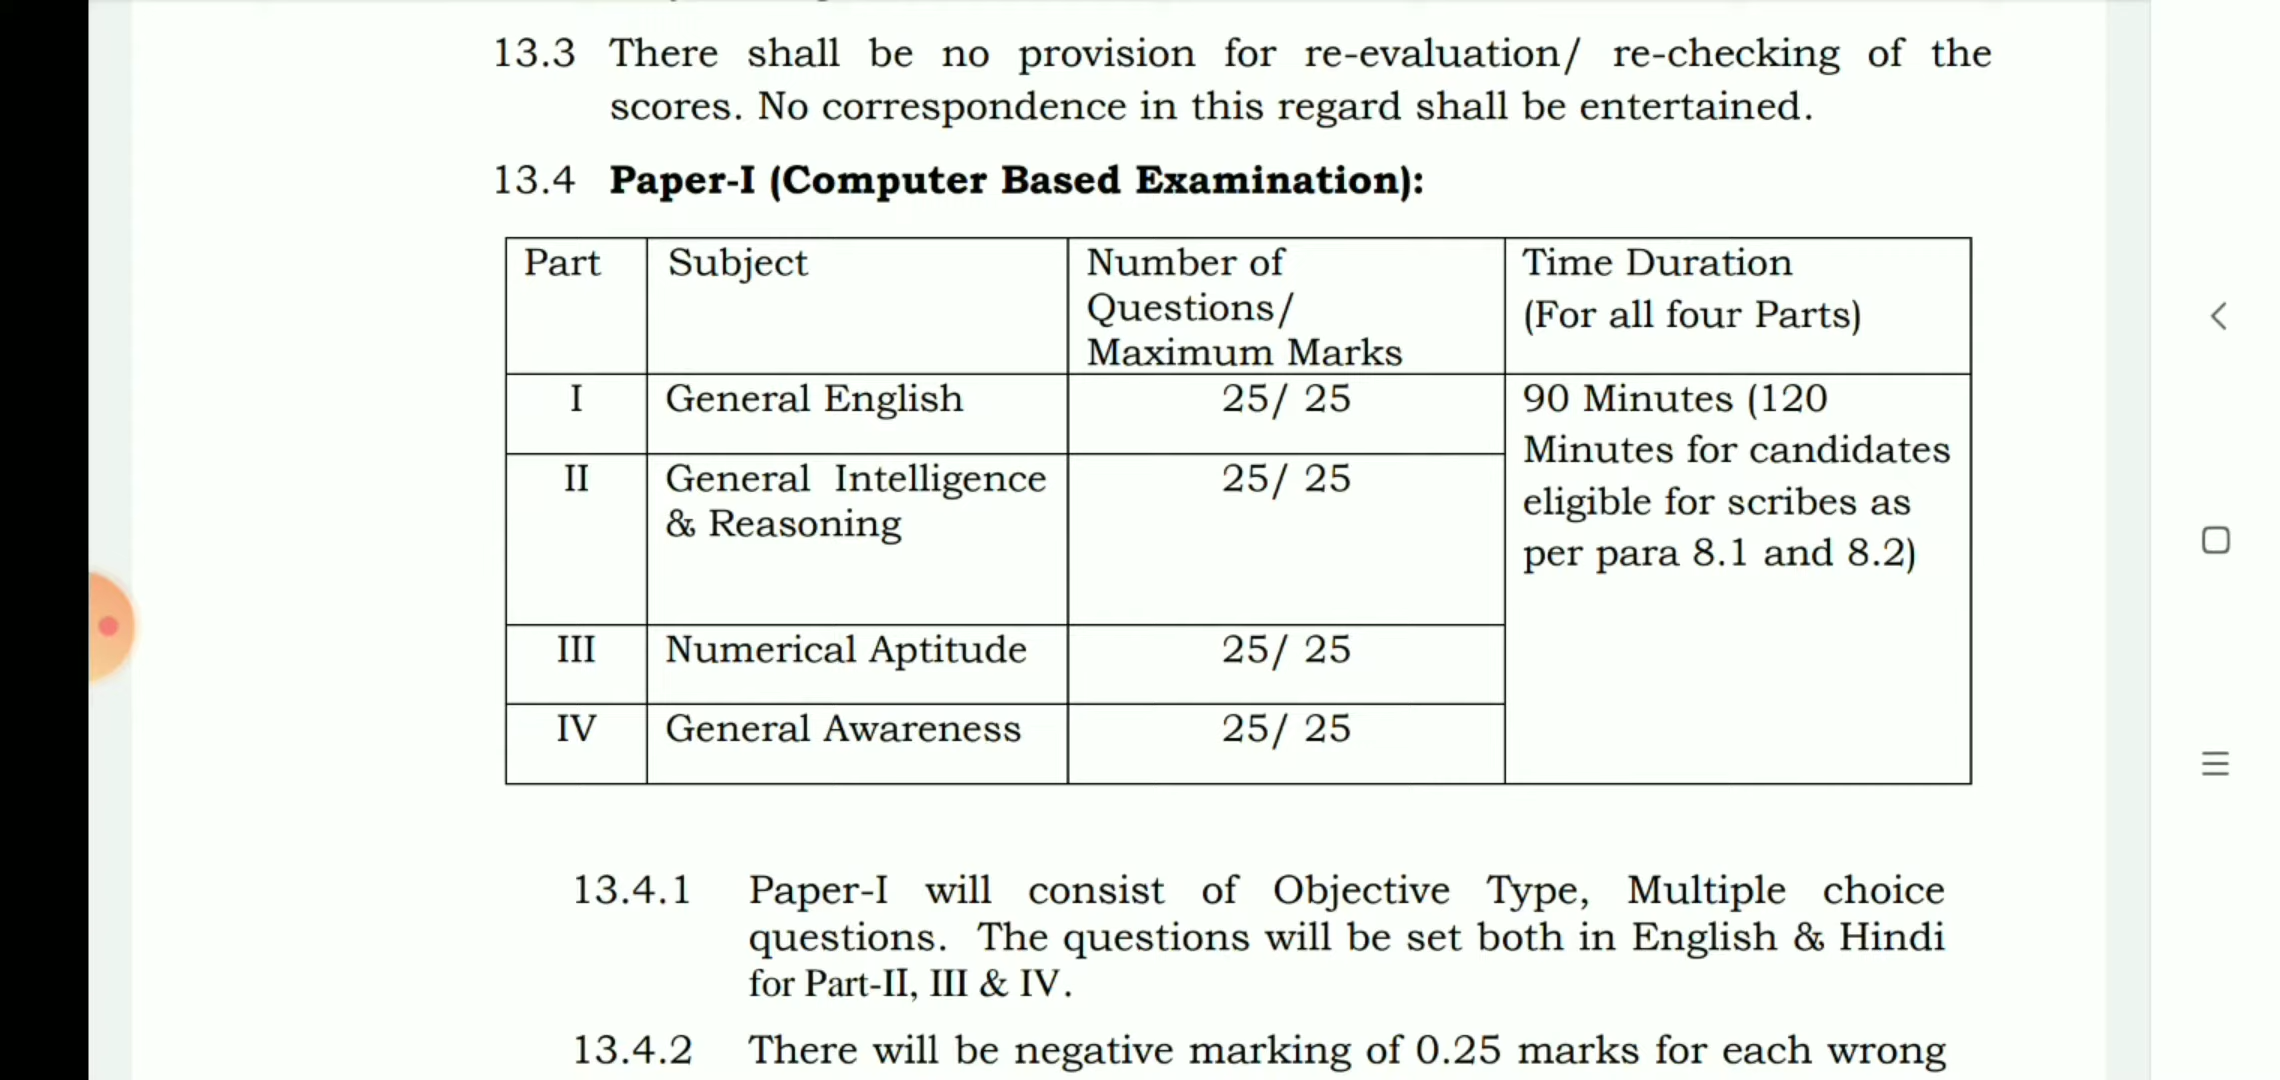 13.3 There shall be no provision for re-evaluation/ re-checking of the
scores. No correspondence in this regard shall be entertained.
13.4 Paper-I (Computer Based Examination):
Part
Subject
Number of
Questions/
Maximum Marks
Time Duration
(For all four Parts)
I
General English
25/ 25
90 Minutes (120
Minutes for candidates
eligible for scribes as
per para 8.1 and 8.2)
II
General Intelligence
& Reasoning
25/ 25
III
Numerical Aptitude
25/ 25
IV
General Awareness
25/ 25
13.4.1 Paper-I will consist of Objective Type, Multiple choice
questions. The questions will be set both in English & Hindi
for Part-II, III & IV.
13.4.2 There will be negative marking of 0.25 marks for each wrong